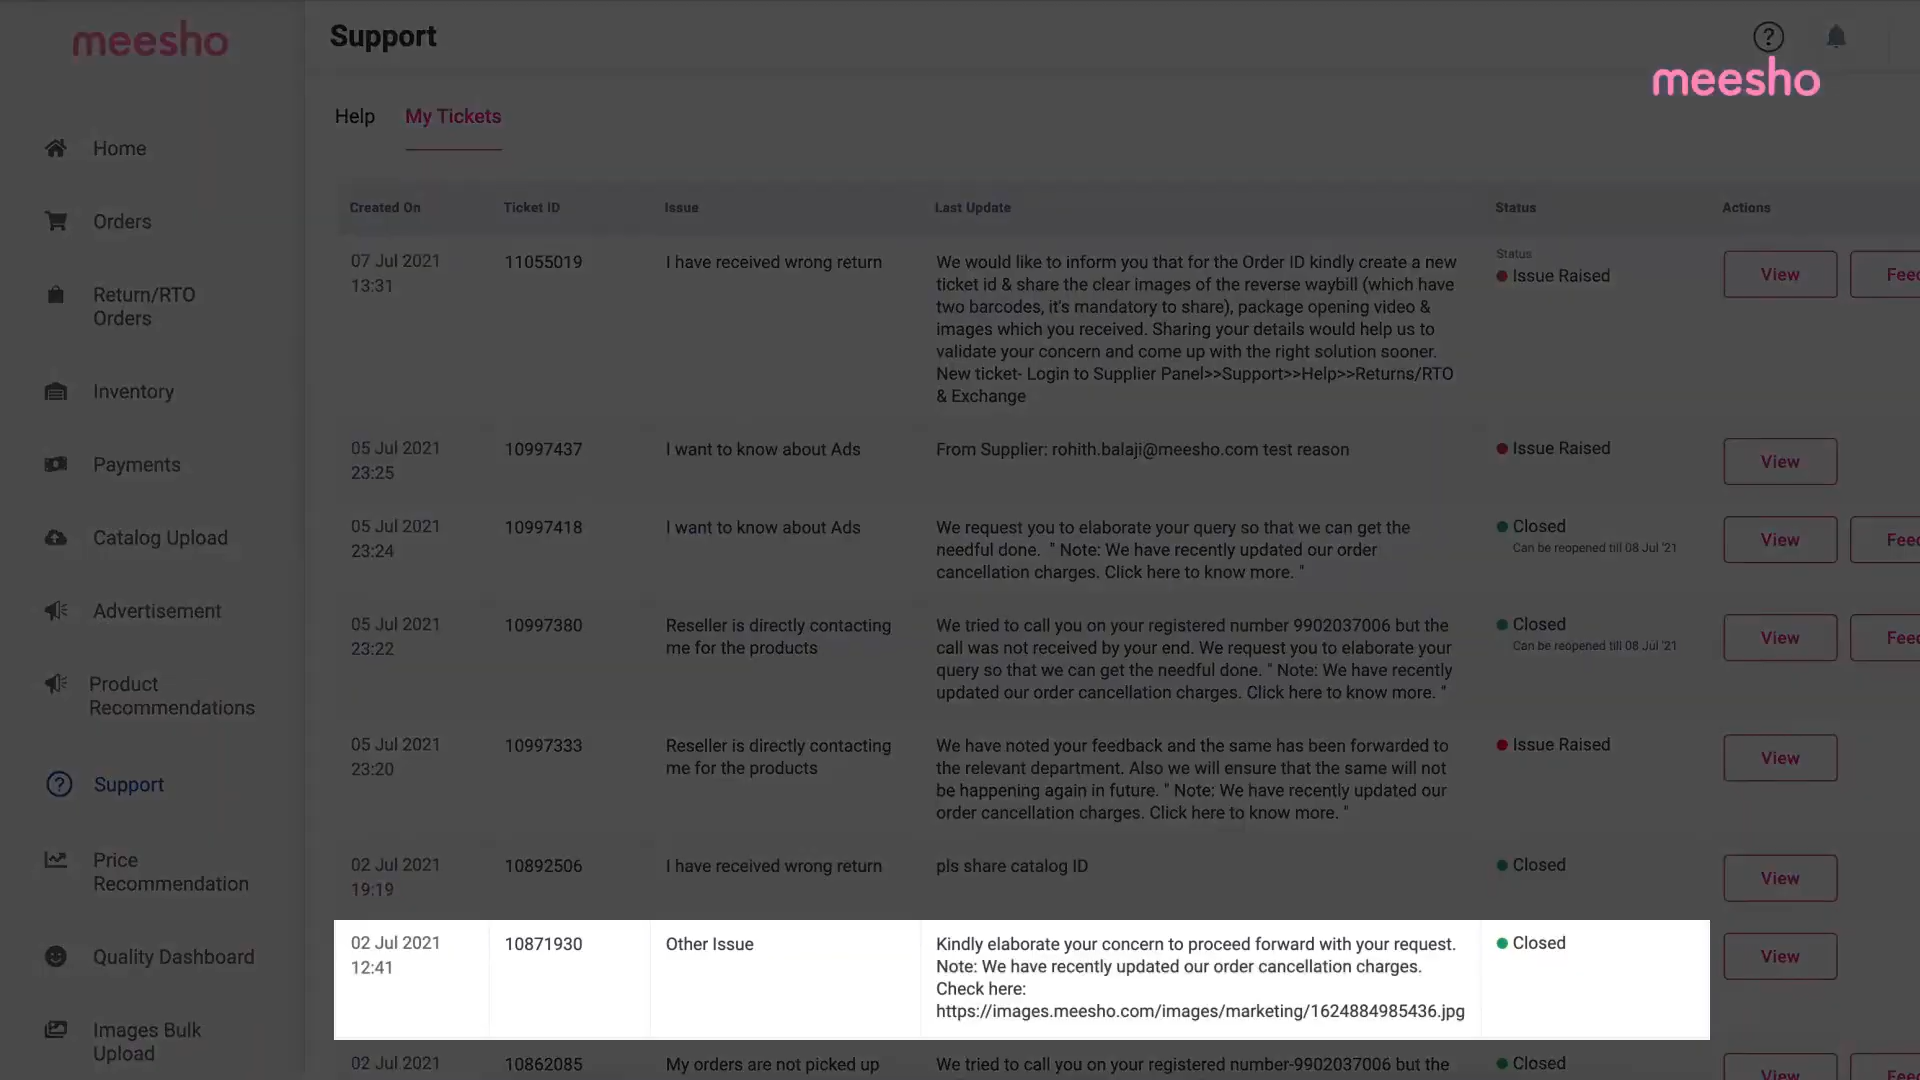 meesho
Support
meesho
Help
My Tickets
Home
Orders
Return/RTO
Orders
Inventory
Payments
Catalog Upload
Advertisement
Product
Recommendations
Support
Price
Recommendation
Quality Dashboard
Images Bulk
Upload
Created On Ticket ID Issue Last Update Status Actions
07 Jul 2021
13:31
11055019
I have received wrong return
We would like to inform you that for the Order ID kindly create a new
ticket id & share the clear images of the reverse waybill (which have
two barcodes, it's mandatory to share), package opening video &
images which you received. Sharing your details would help us to
validate your concern and come up with the right solution sooner.
New ticket- Login to Supplier Panel>>Support>>Help>>Returns/RTO
& Exchange
Status
Issue Raised
View
Feed
05 Jul 2021
23:25
10997437
I want to know about Ads
From Supplier: rohith.balaji@meesho.com test reason
Issue Raised
View
05 Jul 2021
23:24
10997418
I want to know about Ads
We request you to elaborate your query so that we can get the
needful done. " Note: We have recently updated our order
cancellation charges. Click here to know more. "
Closed
Can be reopened till 08 Jul '21
View
05 Jul 2021
23:22
10997380
Reseller is directly contacting
me for the products
We tried to call you on your registered number 9902037006 but the
call was not received by your end. We request you to elaborate your
query so that we can get the needful done. " Note: We have recently
updated our order cancellation charges. Click here to know more. "
Closed
Can be reopened till 08 Jul '21
View
05 Jul 2021
23:20
10997333
Reseller is directly contacting
me for the products
We have noted your feedback and the same has been forwarded to
the relevant department. Also we will ensure that the same will not
be happening again in future. " Note: We have recently updated our
order cancellation charges. Click here to know more. "
Issue Raised
View
02 Jul 2021
19:19
10892506
I have received wrong return
pls share catalog ID
Closed
View
02 Jul 2021
12:41
10871930
Other Issue
Kindly elaborate your concern to proceed forward with your request.
Note: We have recently updated our order cancellation charges.
Check here:
https://images.meesho.com/images/marketing/1624884985436.jpg
Closed
View
02 Jul 2021
10862085
My orders are not picked up
We tried to call you on your registered number-9902037006 but the
Closed
View